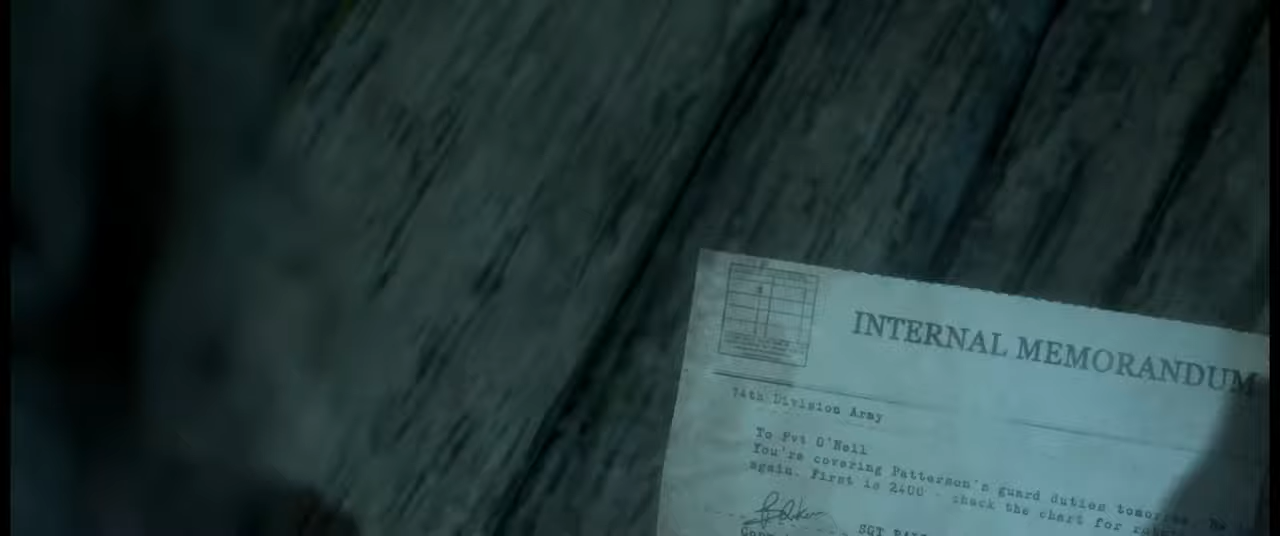 INTERNAL MEMORANDUM
74th Division Army
To Pvt O'Neil
You're covering Patterson's guard duties
again. First is 2400 - check the chart for
SGT